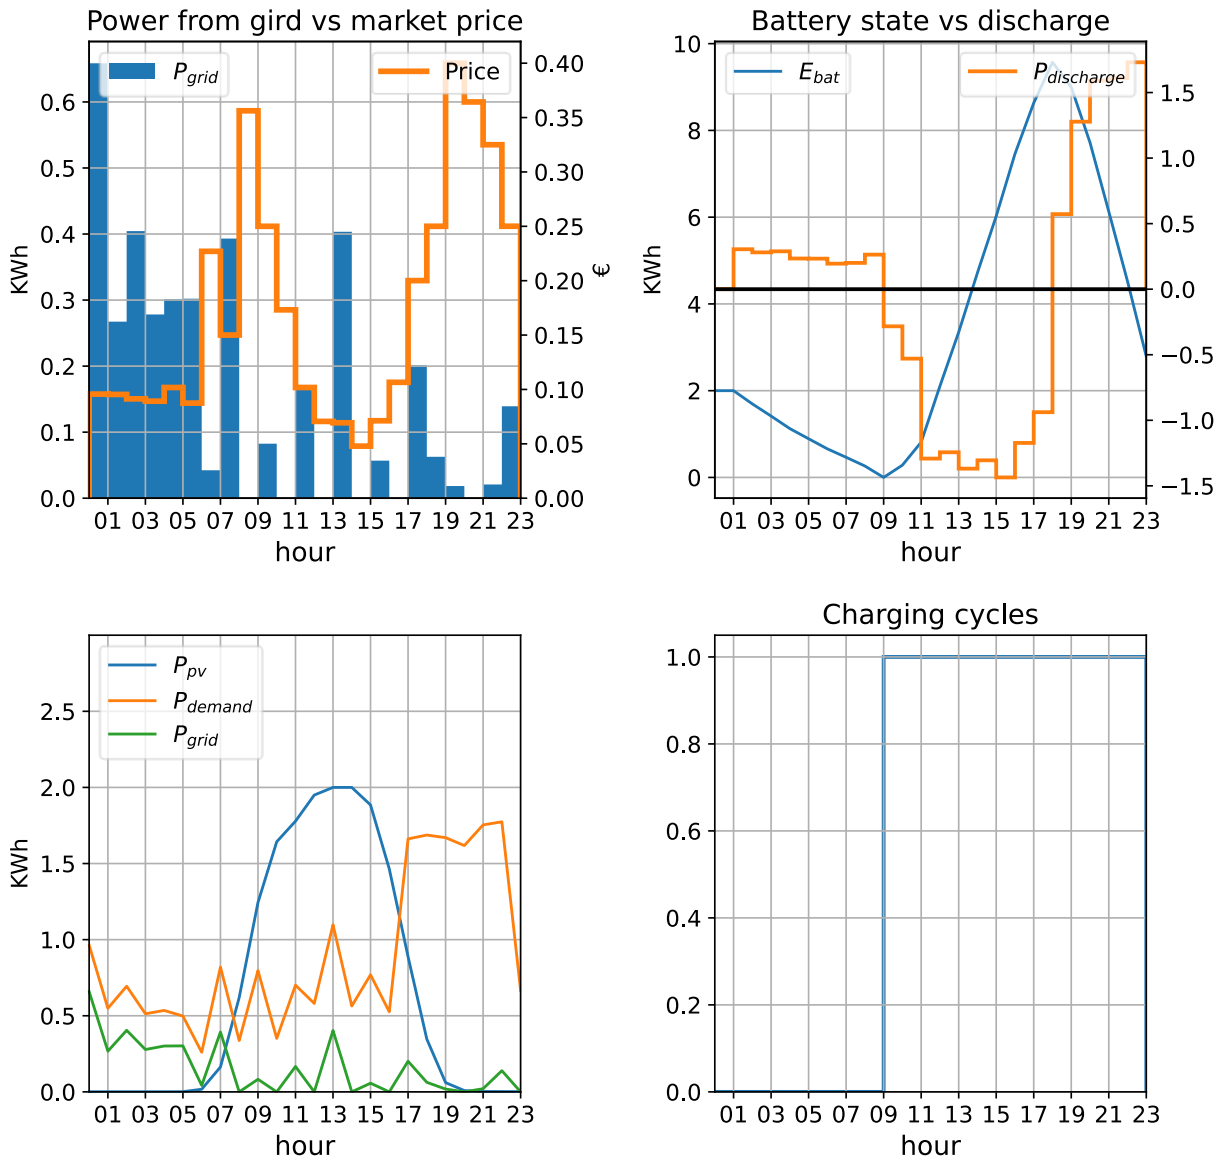 Power from gird vs market price
P_grid
Price
KWh
€
0.6
0.5
0.4
0.3
0.2
0.1
0.0
0.40
0.35
0.30
0.25
0.20
0.15
0.10
0.05
0.00
01 03 05 07 09 11 13 15 17 19 21 23
hour
Battery state vs discharge
E_bat
P_discharge
KWh
10
8
6
4
2
0
1.5
1.0
0.5
0.0
−0.5
−1.0
−1.5
01 03 05 07 09 11 13 15 17 19 21 23
hour
P_pv
P_demand
P_grid
KWh
2.5
2.0
1.5
1.0
0.5
0.0
01 03 05 07 09 11 13 15 17 19 21 23
hour
Charging cycles
1.0
0.8
0.6
0.4
0.2
0.0
01 03 05 07 09 11 13 15 17 19 21 23
hour